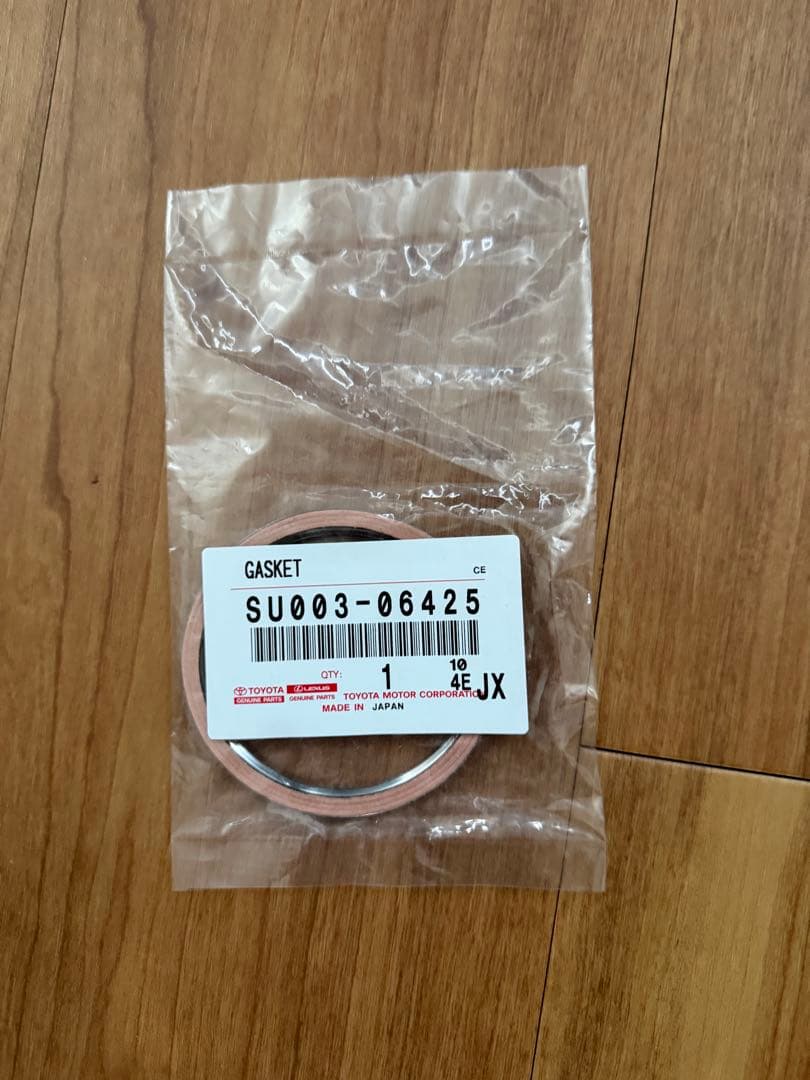 GASKET
CE
SU003-06425
QTY: 1
10
4E JX
TOYOTA LEXUS
GENUINE PARTS GENUINE PARTS TOYOTA MOTOR CORPORATION
MADE IN JAPAN